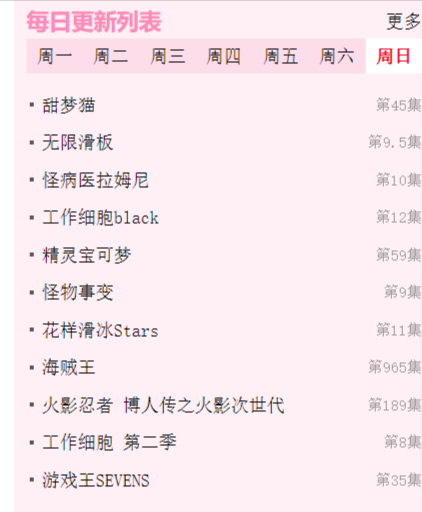 每日更新列表 更多
周一 周二 周三 周四 周五 周六 周日
甜梦猫 第45集
无限滑板 第9.5集
怪病医拉姆尼 第10集
工作细胞black 第12集
精灵宝可梦 第59集
怪物事变 第9集
花样滑冰Stars 第11集
海贼王 第965集
火影忍者 博人传之火影次世代 第189集
工作细胞 第二季 第8集
游戏王SEVENS 第35集